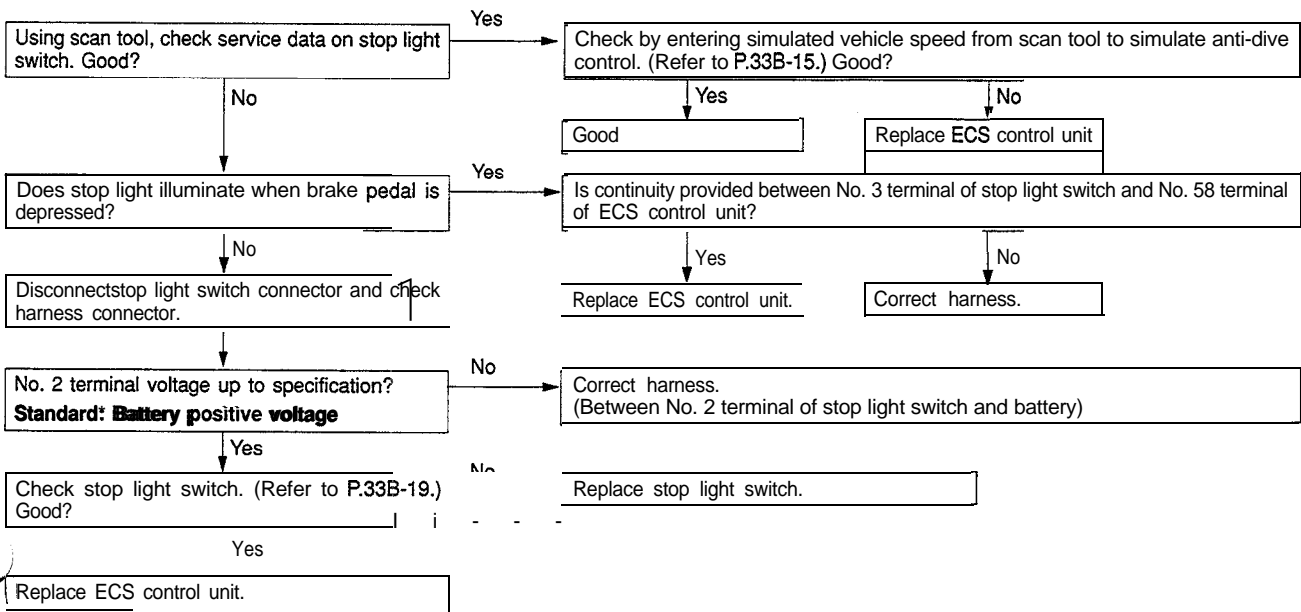 Yes
Using scan tool, check service data on stop light
switch. Good?
Check by entering simulated vehicle speed from scan tool to simulate anti-dive
control. (Refer to P.33B-15.) Good?
No
Yes
No
Good
Replace ECS control unit
Yes
Does stop light illuminate when brake pedal is
depressed?
Is continuity provided between No. 3 terminal of stop light switch and No. 58 terminal
of ECS control unit?
No
Yes
No
Disconnectstop light switch connector and check
harness connector.
Replace ECS control unit.
Correct harness.
No
No. 2 terminal voltage up to specification?
Standard: Battery positive voltage
Correct harness.
(Between No. 2 terminal of stop light switch and battery)
Yes
No
Check stop light switch. (Refer to P.33B-19.)
Good?
Replace stop light switch.
Yes
Replace ECS control unit.